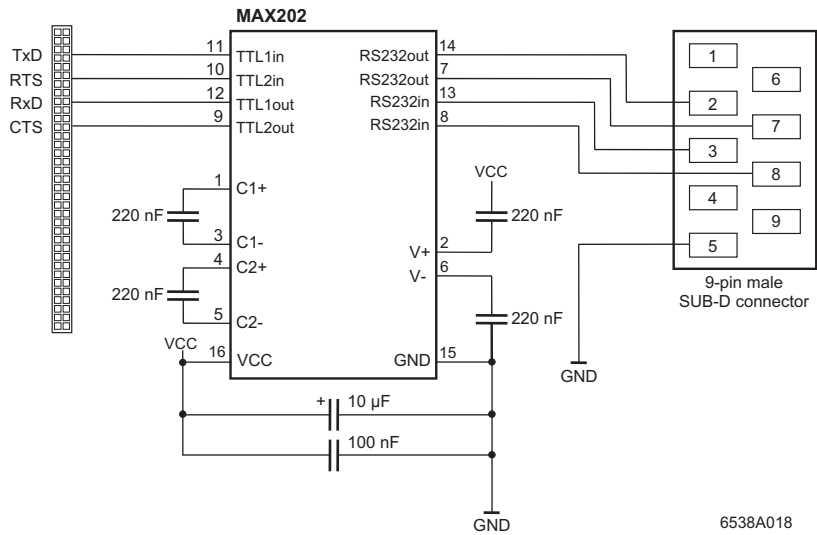 MAX202
TxD 11 TTL1in RS232out 14
RTS 10 TTL2in RS232out 7
RxD 12 TTL1out RS232in 13
CTS 9 TTL2out RS232in 8
1
6
2
7
3
8
4
9
5
9-pin male
SUB-D connector
1 C1+
220 nF
3 C1-
4 C2+
220 nF
5 C2-
VCC
220 nF
V+ 2
V- 6
220 nF
VCC
16 VCC GND 15
GND
+ 10 µF
100 nF
GND
6538A018